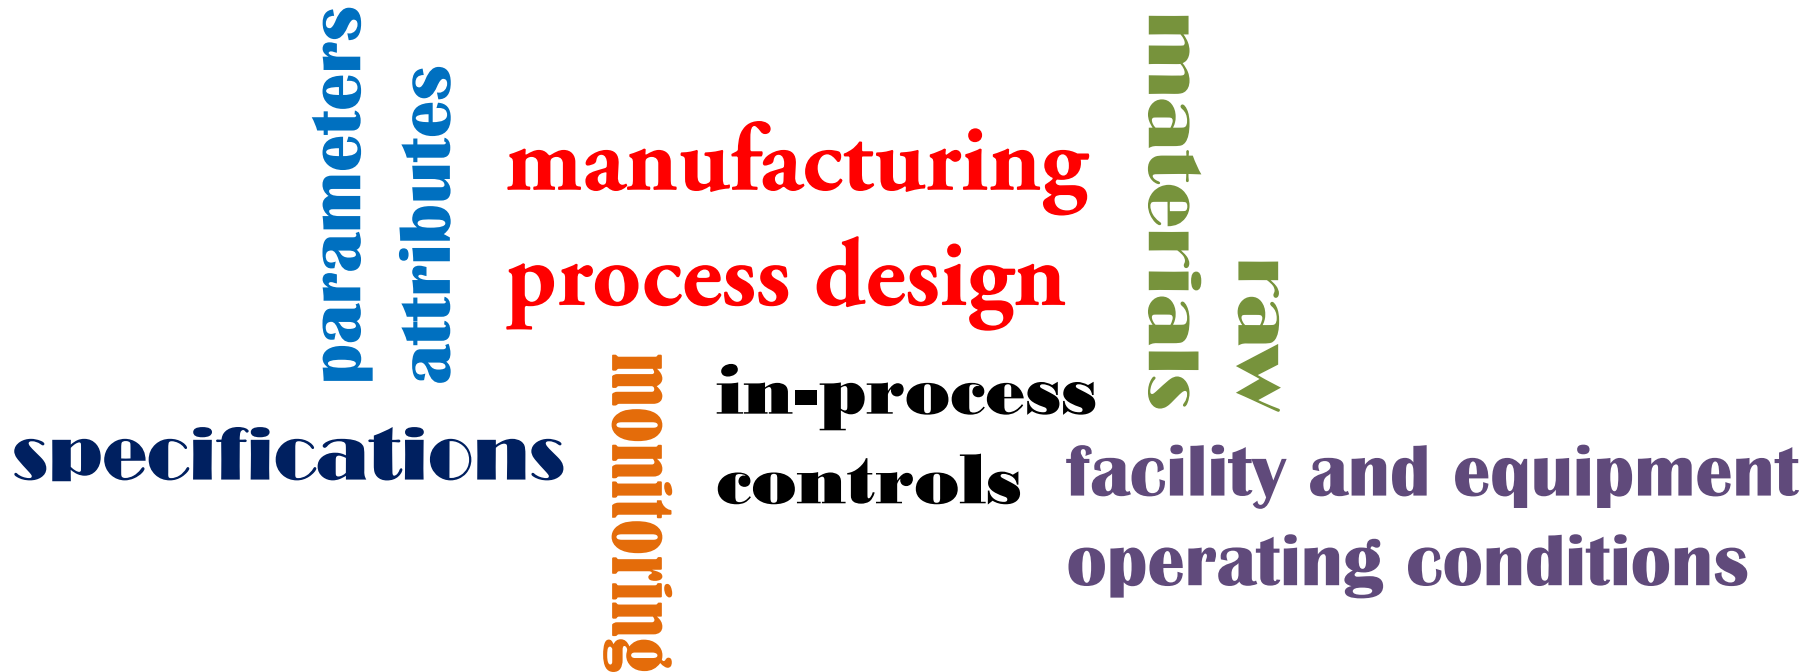 parameters
attributes
manufacturing
process design
raw
materials
specifications
monitoring
in-process
controls
facility and equipment
operating conditions